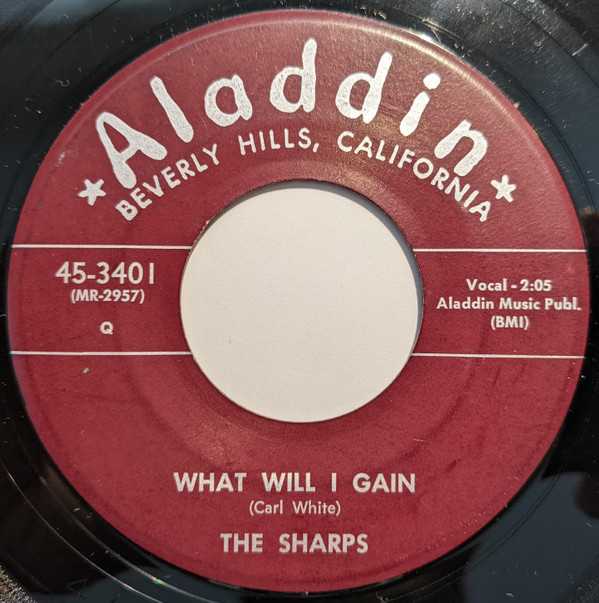 ★Aladdin★
BEVERLY HILLS, CALIFORNIA
45-3401
(MR-2957)
Q
Vocal - 2:05
Aladdin Music Publ.
(BMI)
WHAT WILL I GAIN
(Carl White)
THE SHARPS